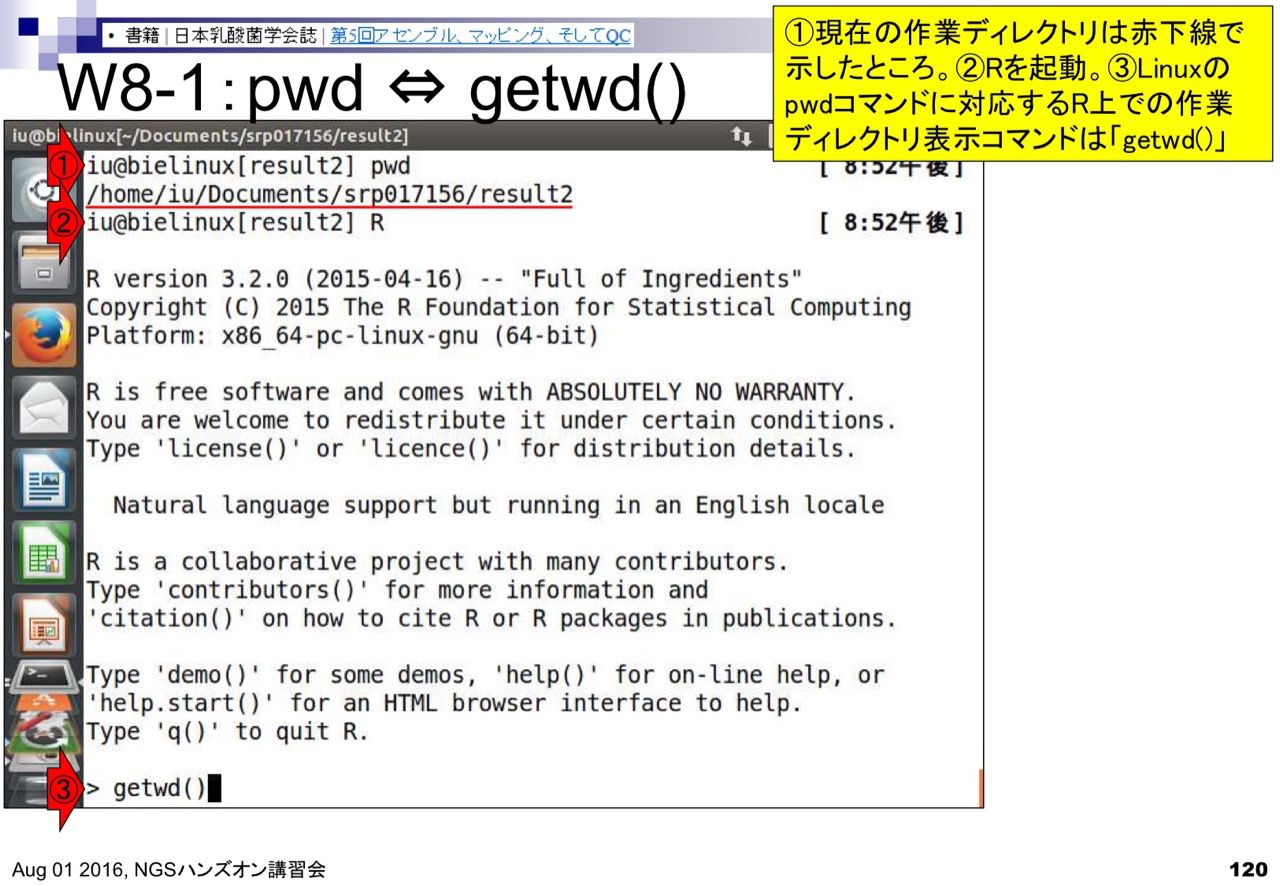 • 書籍 | 日本乳酸菌学会誌 | 第5回アセンブル、マッピング、そしてQC
W8-1：pwd ⇔ getwd()
①現在の作業ディレクトリは赤下線で
示したところ。②Rを起動。③Linuxの
pwdコマンドに対応するR上での作業
ディレクトリ表示コマンドは「getwd()」
iu@bielinux[~/Documents/srp017156/result2]
① iu@bielinux[result2] pwd [ 8:52午後]
/home/iu/Documents/srp017156/result2
② iu@bielinux[result2] R [ 8:52午後]
R version 3.2.0 (2015-04-16) -- "Full of Ingredients"
Copyright (C) 2015 The R Foundation for Statistical Computing
Platform: x86_64-pc-linux-gnu (64-bit)
R is free software and comes with ABSOLUTELY NO WARRANTY.
You are welcome to redistribute it under certain conditions.
Type 'license()' or 'licence()' for distribution details.
Natural language support but running in an English locale
R is a collaborative project with many contributors.
Type 'contributors()' for more information and
'citation()' on how to cite R or R packages in publications.
Type 'demo()' for some demos, 'help()' for on-line help, or
'help.start()' for an HTML browser interface to help.
Type 'q()' to quit R.
③ > getwd()
Aug 01 2016, NGSハンズオン講習会
120